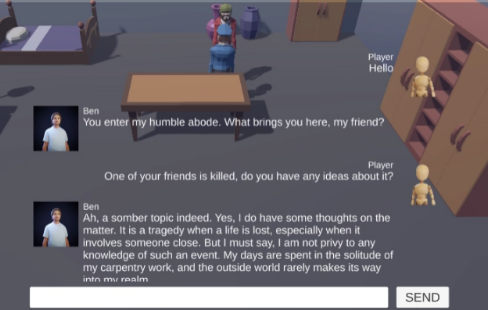 Player
Hello
Ben
You enter my humble abode. What brings you here, my friend?
Player
One of your friends is killed, do you have any ideas about it?
Ben
Ah, a somber topic indeed. Yes, I do have some thoughts on the
matter. It is a tragedy when a life is lost, especially when it
involves someone close. But I must say, I am not privy to any
knowledge of such an event. My days are spent in the solitude of
my carpentry work, and the outside world rarely makes its way
into my realm
SEND